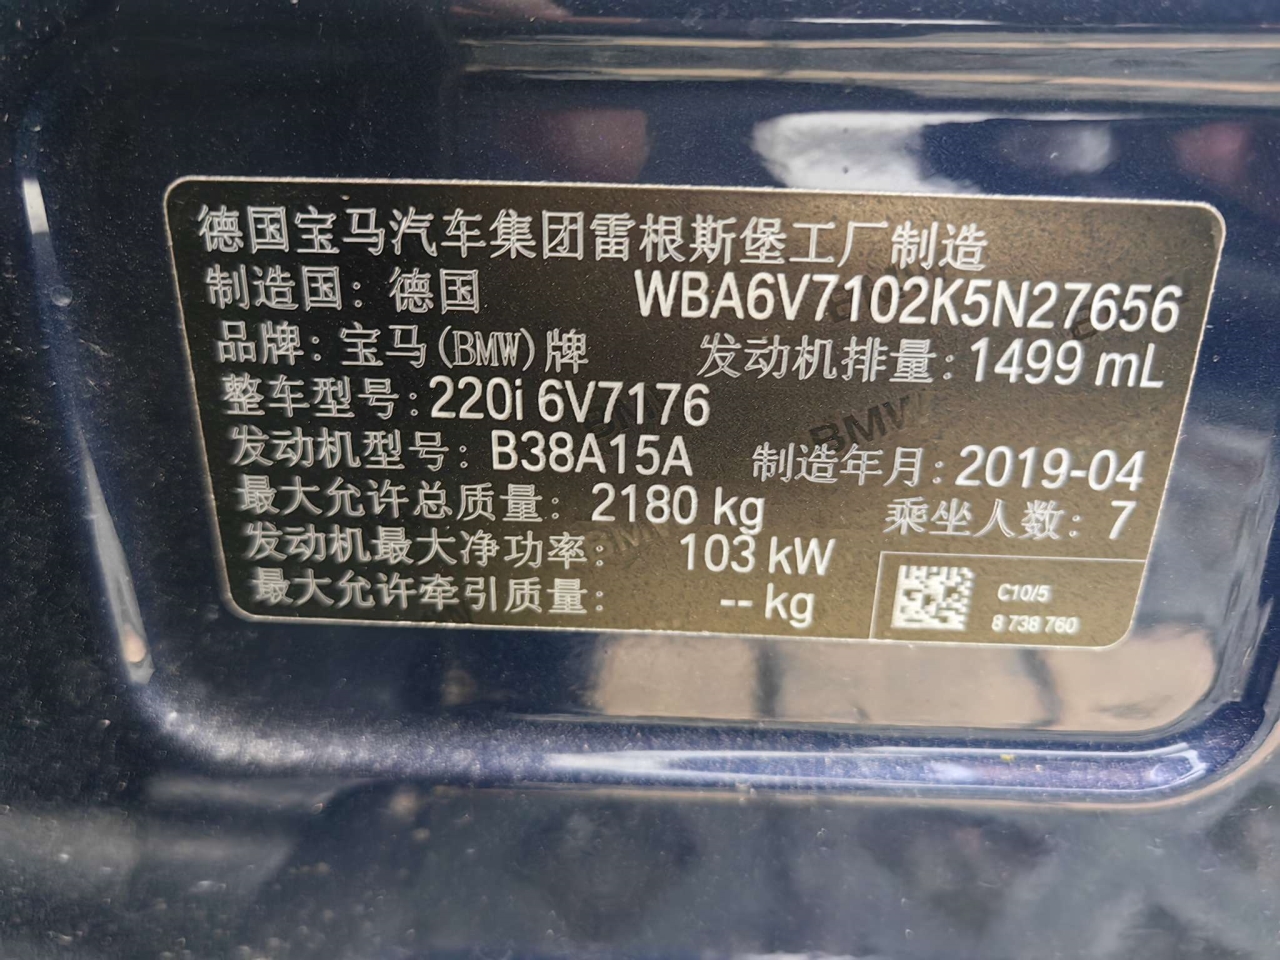 德国宝马汽车集团雷根斯堡工厂制造
制造国：德国 WBA6V7102K5N27656
品牌：宝马(BMW)牌 发动机排量：1499 mL
整车型号：220i 6V7176
发动机型号：B38A15A 制造年月：2019-04
最大允许总质量：2180 kg 乘坐人数：7
发动机最大净功率：103 kW
最大允许牵引质量：-- kg
C10/5
8 738 760
BMW
BMW
BMW